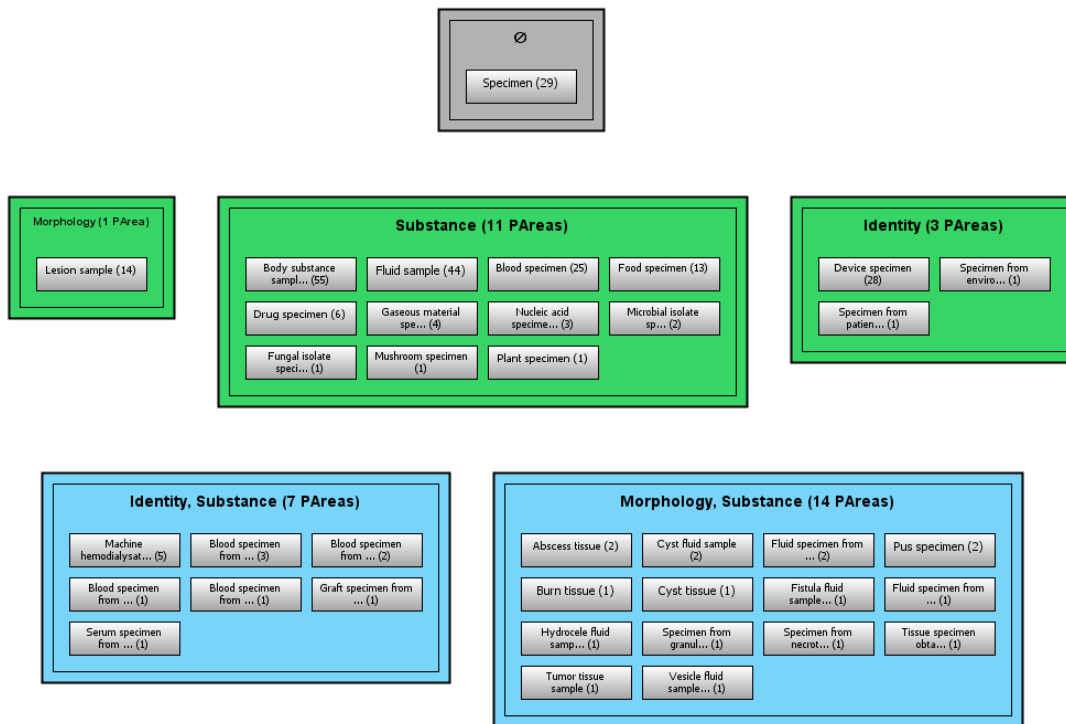 ∅
Specimen (29)
Morphology (1 PArea)
Lesion sample (14)
Substance (11 PAreas)
Body substance
sampl... (55)
Fluid sample (44)
Blood specimen (25)
Food specimen (13)
Drug specimen (6)
Gaseous material
spe... (4)
Nucleic acid
specime... (3)
Microbial isolate
sp... (2)
Fungal isolate
speci... (1)
Mushroom specimen
(1)
Plant specimen (1)
Identity (3 PAreas)
Device specimen
(28)
Specimen from
enviro... (1)
Specimen from
patien... (1)
Identity, Substance (7 PAreas)
Machine
hemodialysat... (5)
Blood specimen
from ... (3)
Blood specimen
from ... (2)
Blood specimen
from ... (1)
Blood specimen
from ... (1)
Graft specimen from
... (1)
Serum specimen
from ... (1)
Morphology, Substance (14 PAreas)
Abscess tissue (2)
Cyst fluid sample
(2)
Fluid specimen from
... (2)
Pus specimen (2)
Burn tissue (1)
Cyst tissue (1)
Fistula fluid
sample... (1)
Fluid specimen from
... (1)
Hydrocele fluid
samp... (1)
Specimen from
granul... (1)
Specimen from
necrot... (1)
Tissue specimen
obta... (1)
Tumor tissue
sample (1)
Vesicle fluid
sample... (1)